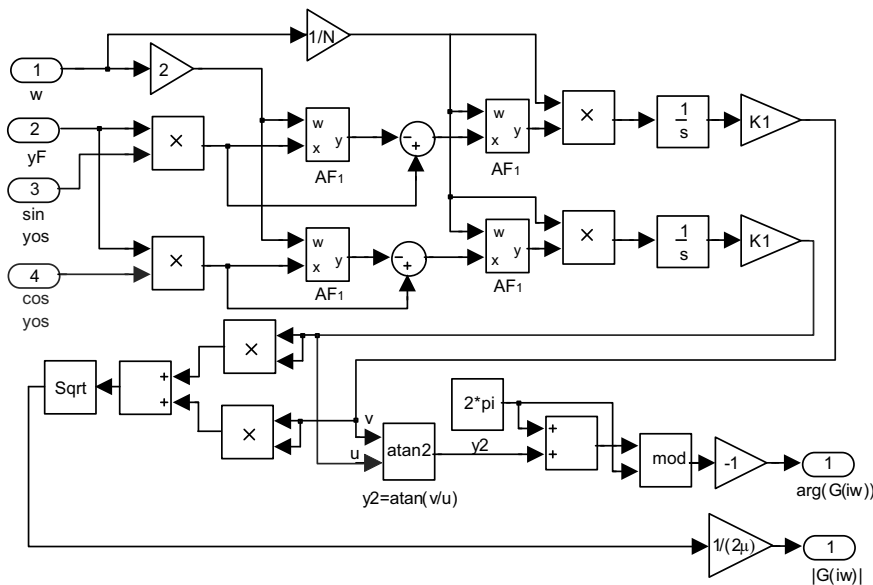 1/N
1
w
2
w
x
y
AF1
-
+
w
x
y
AF1
×
1
s
K1
2
yF
×
3
sin
yos
w
x
y
AF1
-
+
w
x
y
AF1
×
1
s
K1
×
4
cos
yos
×
Sqrt
+
+
×
2*pi
v
u
atan2
y2
y2=atan(v/u)
+
+
mod
-1
1
arg(G(iw))
1/(2µ)
1
|G(iw)|